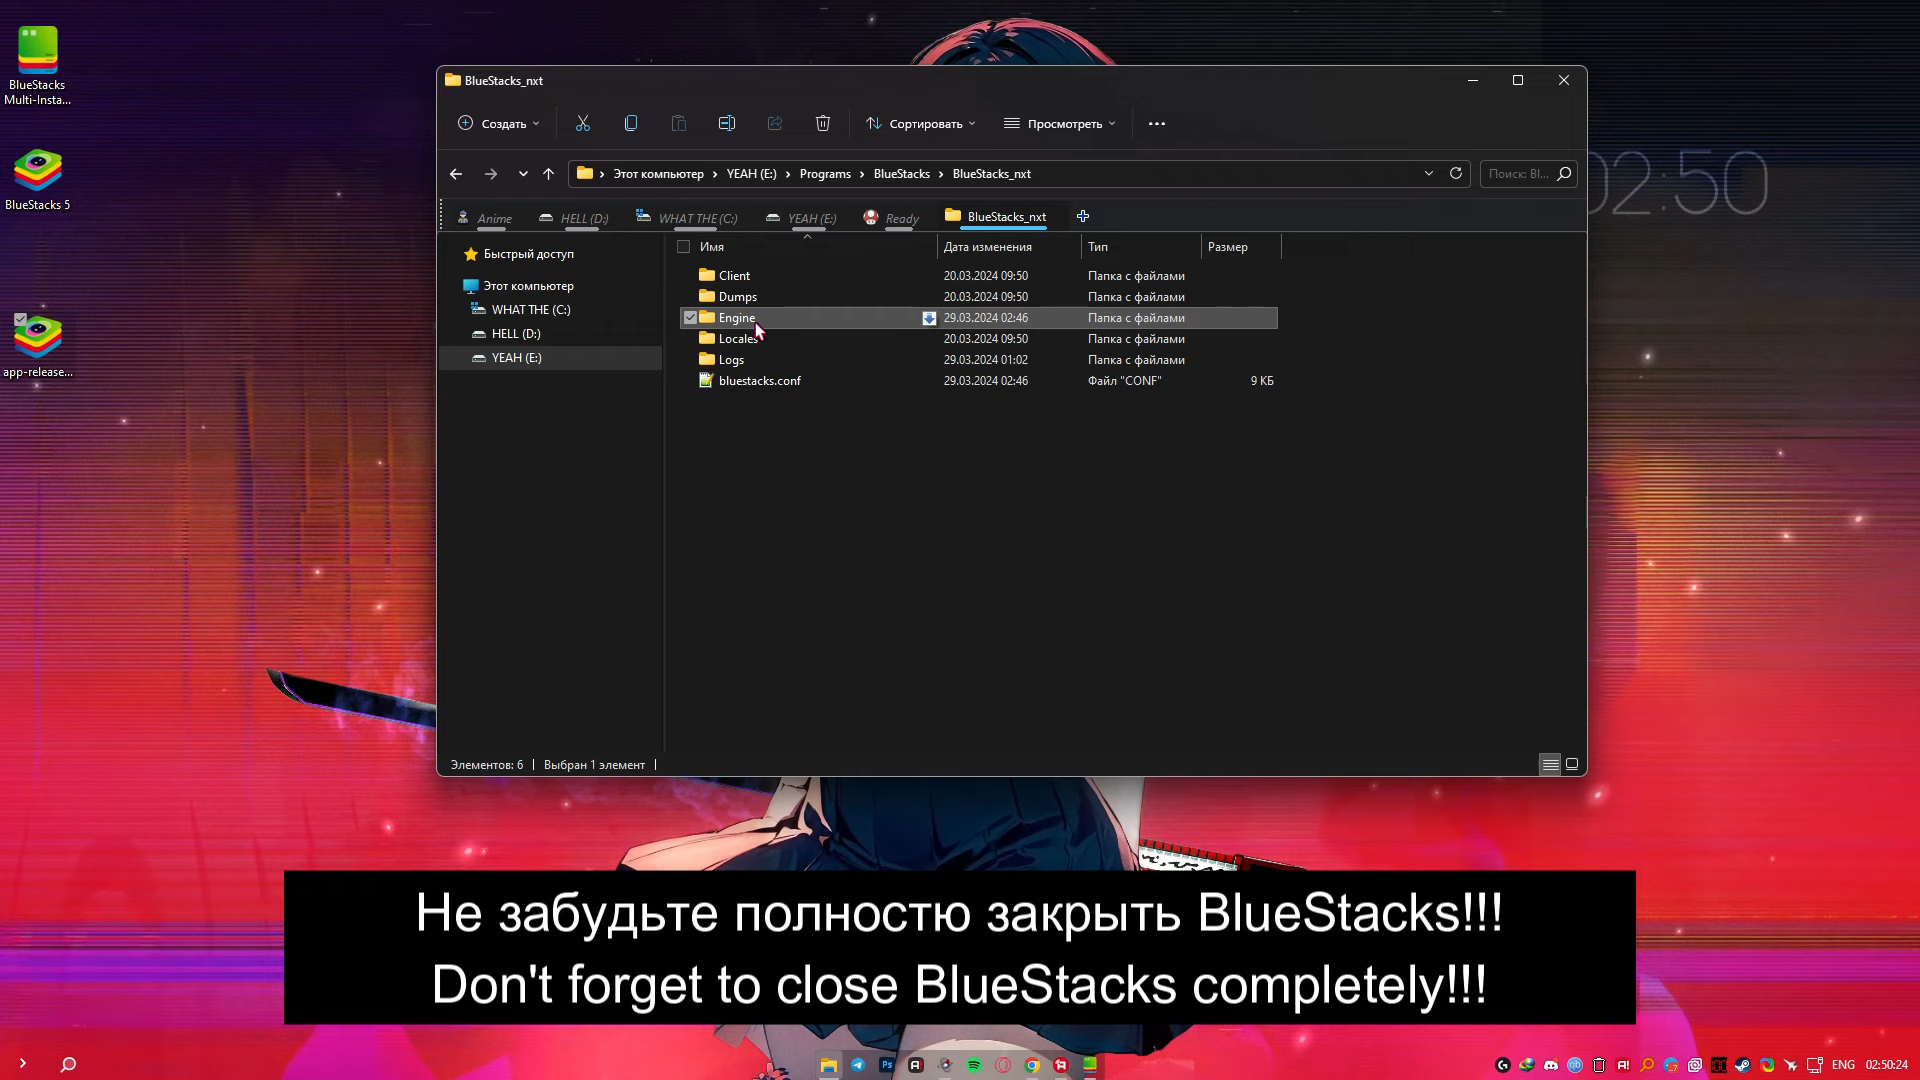 BlueStacks
Multi-Insta...
BlueStacks 5
app-release...
BlueStacks_nxt
Создать
Сортировать
Просмотреть
Этот компьютер
YEAH (E:)
Programs
BlueStacks
BlueStacks_nxt
Поиск: Bl...
02:50
Anime
HELL (D:)
WHAT THE (C:)
YEAH (E:)
Ready
BlueStacks_nxt
Быстрый доступ
Этот компьютер
WHAT THE (C:)
HELL (D:)
YEAH (E:)
Имя Дата изменения Тип Размер
Client 20.03.2024 09:50 Папка с файлами
Dumps 20.03.2024 09:50 Папка с файлами
Engine 29.03.2024 02:46 Папка с файлами
Locales 20.03.2024 09:50 Папка с файлами
Logs 29.03.2024 01:02 Папка с файлами
bluestacks.conf 29.03.2024 02:46 Файл "CONF" 9 КБ
Элементов: 6 Выбран 1 элемент
Не забудьте полностю закрыть BlueStacks!!!
Don't forget to close BlueStacks completely!!!
ENG 02:50:24